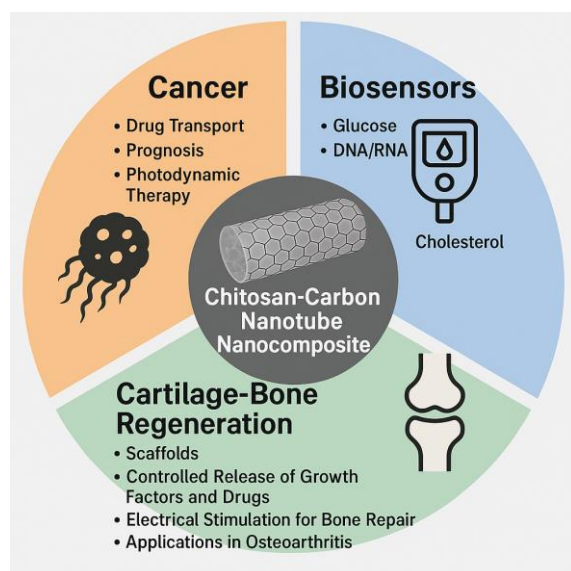 Cancer
• Drug Transport
• Prognosis
• Photodynamic
Therapy
Biosensors
• Glucose
• DNA/RNA
Cholesterol
Chitosan-Carbon
Nanotube
Nanocomposite
Cartilage-Bone
Regeneration
• Scaffolds
• Controlled Release of Growth
Factors and Drugs
• Electrical Stimulation for Bone Repair
• Applications in Osteoarthritis